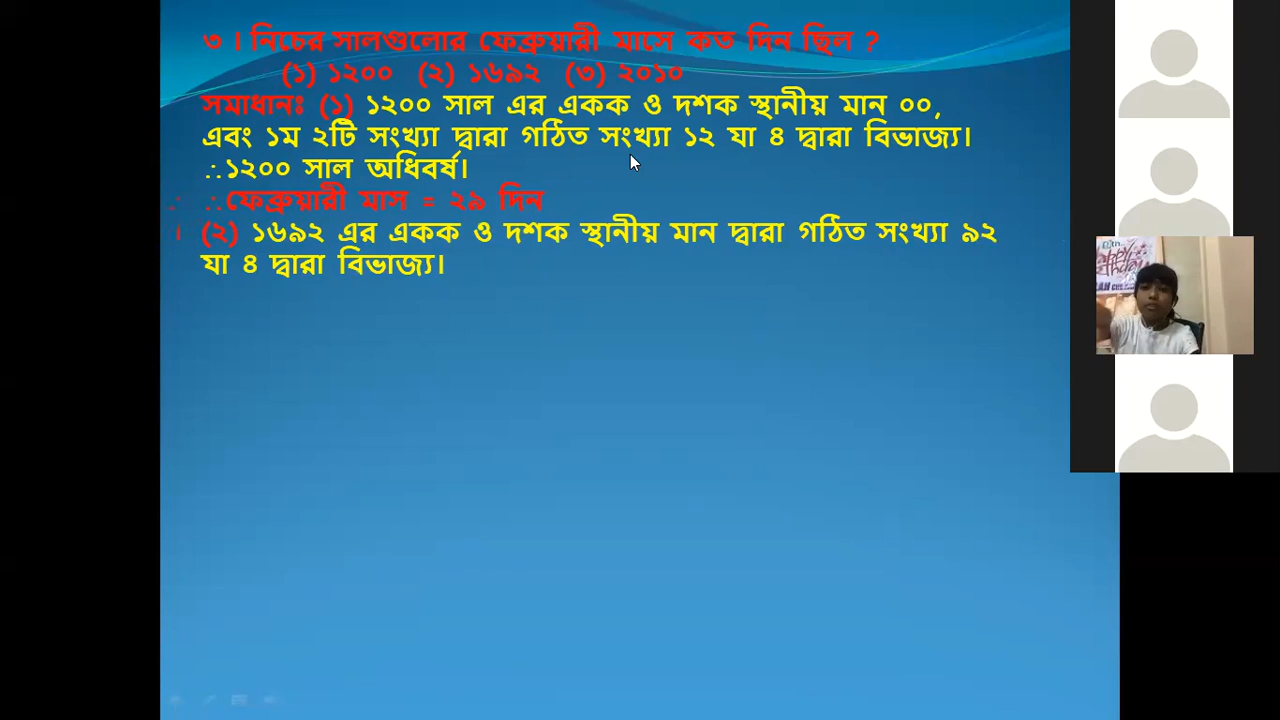 ৩ । নিচের সালগুলোর ফেব্রুয়ারী মাসে কত দিন ছিল ?
(১) ১২০০ (২) ১৬৯২ (৩) ২০১০
সমাধানঃ (১) ১২০০ সাল এর একক ও দশক স্থানীয় মান ০০,
এবং ১ম ২টি সংখ্যা দ্বারা গঠিত সংখ্যা ১২ যা ৪ দ্বারা বিভাজ্য।
∴১২০০ সাল অধিবর্ষ।
∴ ∴ফেব্রুয়ারী মাস = ২৯ দিন
। (২) ১৬৯২ এর একক ও দশক স্থানীয় মান দ্বারা গঠিত সংখ্যা ৯২
যা ৪ দ্বারা বিভাজ্য।